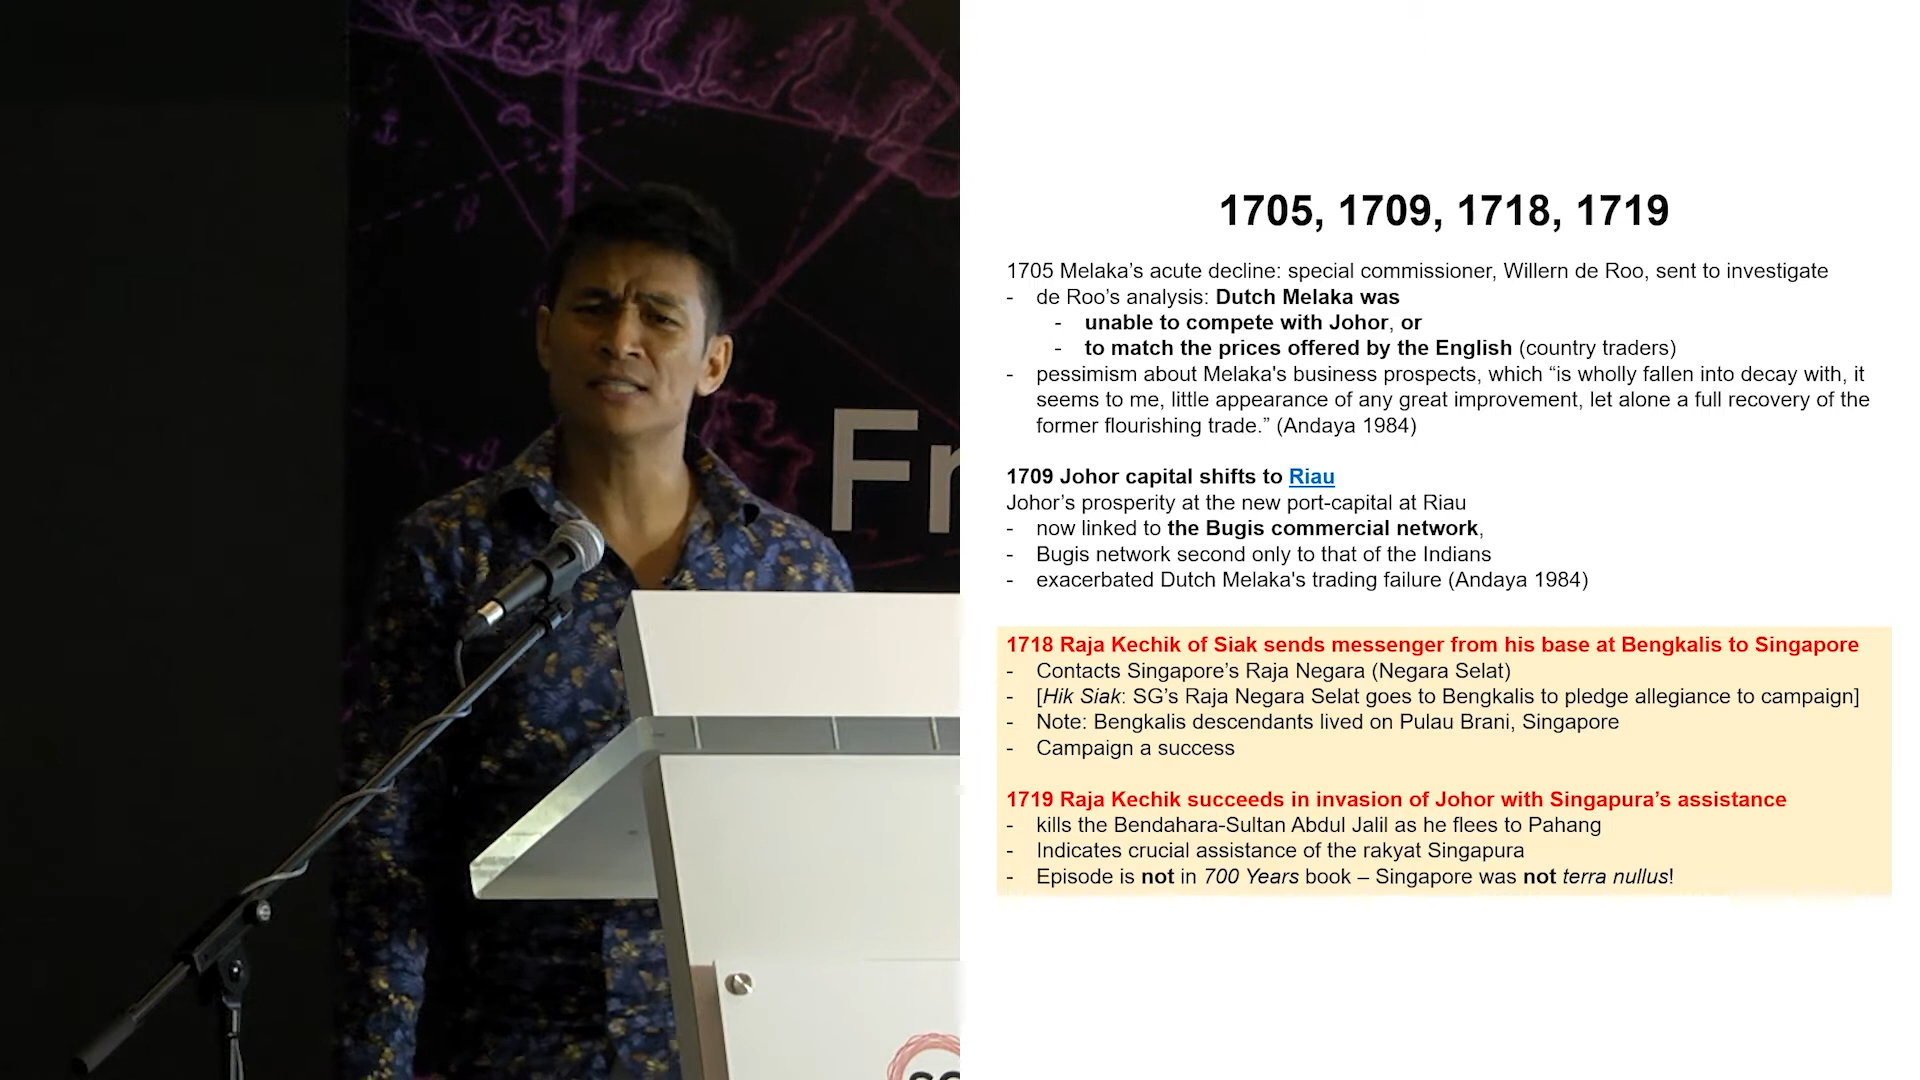 Fr
1705, 1709, 1718, 1719
1705 Melaka’s acute decline: special commissioner, Willern de Roo, sent to investigate
- de Roo’s analysis: Dutch Melaka was
- unable to compete with Johor, or
- to match the prices offered by the English (country traders)
- pessimism about Melaka's business prospects, which “is wholly fallen into decay with, it
seems to me, little appearance of any great improvement, let alone a full recovery of the
former flourishing trade.” (Andaya 1984)
1709 Johor capital shifts to Riau
Johor’s prosperity at the new port-capital at Riau
- now linked to the Bugis commercial network,
- Bugis network second only to that of the Indians
- exacerbated Dutch Melaka's trading failure (Andaya 1984)
1718 Raja Kechik of Siak sends messenger from his base at Bengkalis to Singapore
- Contacts Singapore’s Raja Negara (Negara Selat)
- [Hik Siak: SG’s Raja Negara Selat goes to Bengkalis to pledge allegiance to campaign]
- Note: Bengkalis descendants lived on Pulau Brani, Singapore
- Campaign a success
1719 Raja Kechik succeeds in invasion of Johor with Singapura’s assistance
- kills the Bendahara-Sultan Abdul Jalil as he flees to Pahang
- Indicates crucial assistance of the rakyat Singapura
- Episode is not in 700 Years book – Singapore was not terra nullus!